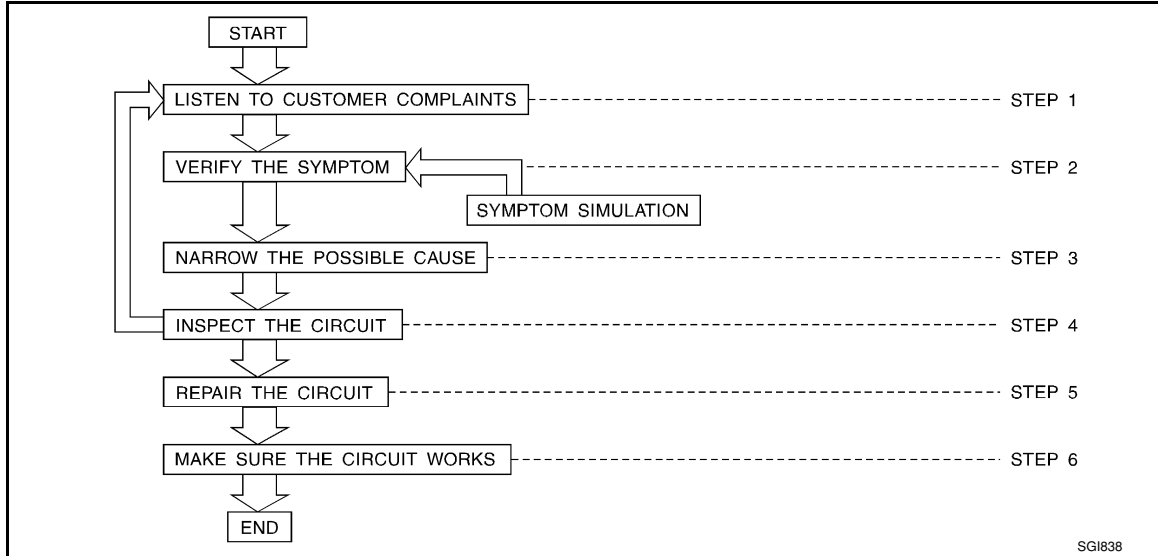 START
LISTEN TO CUSTOMER COMPLAINTS
STEP 1
VERIFY THE SYMPTOM
STEP 2
SYMPTOM SIMULATION
NARROW THE POSSIBLE CAUSE
STEP 3
INSPECT THE CIRCUIT
STEP 4
REPAIR THE CIRCUIT
STEP 5
MAKE SURE THE CIRCUIT WORKS
STEP 6
END
SGI838